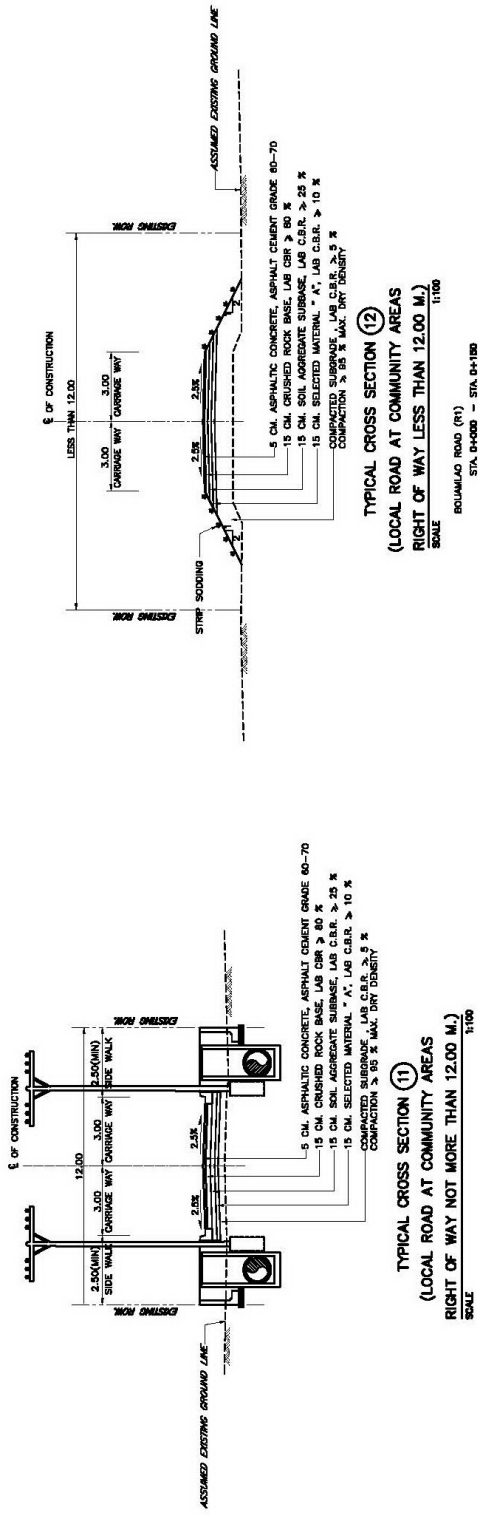 ℄ OF CONSTRUCTION
12.00
2.50(MIN)
SIDE WALK
3.00
CARRIAGE WAY
3.00
CARRIAGE WAY
2.50(MIN)
SIDE WALK
EXISTING ROW.
EXISTING ROW.
2.5%
2.5%
ASSUMED EXISTING GROUND LINE
5 CM. ASPHALTIC CONCRETE, ASPHALT CEMENT GRADE 60-70
15 CM. CRUSHED ROCK BASE, LAB CBR ≥ 80 %
15 CM. SOIL AGGREGATE SUBBASE, LAB C.B.R. ≥ 25 %
15 CM. SELECTED MATERIAL " A", LAB C.B.R. ≥ 10 %
COMPACTED SUBGRADE , LAB C.B.R. ≥ 5 %
COMPACTION ≥ 95 % MAX. DRY DENSITY
TYPICAL CROSS SECTION 11
(LOCAL ROAD AT COMMUNITY AREAS
RIGHT OF WAY NOT MORE THAN 12.00 M.)
SCALE 1:100
℄ OF CONSTRUCTION
LESS THAN 12.00
3.00
CARRIAGE WAY
3.00
CARRIAGE WAY
EXISTING ROW.
EXISTING ROW.
2.5%
2.5%
ASSUMED EXISTING GROUND LINE
STRIP SODDING
2
2
5 CM. ASPHALTIC CONCRETE, ASPHALT CEMENT GRADE 60-70
15 CM. CRUSHED ROCK BASE, LAB CBR ≥ 80 %
15 CM. SOIL AGGREGATE SUBBASE, LAB C.B.R. ≥ 25 %
15 CM. SELECTED MATERIAL " A", LAB C.B.R. ≥ 10 %
COMPACTED SUBGRADE , LAB C.B.R. ≥ 5 %
COMPACTION ≥ 95 % MAX. DRY DENSITY
TYPICAL CROSS SECTION 12
(LOCAL ROAD AT COMMUNITY AREAS
RIGHT OF WAY LESS THAN 12.00 M.)
SCALE 1:100
BOUAMLAO ROAD (R1)
STA. 0+000 - STA. 0+150